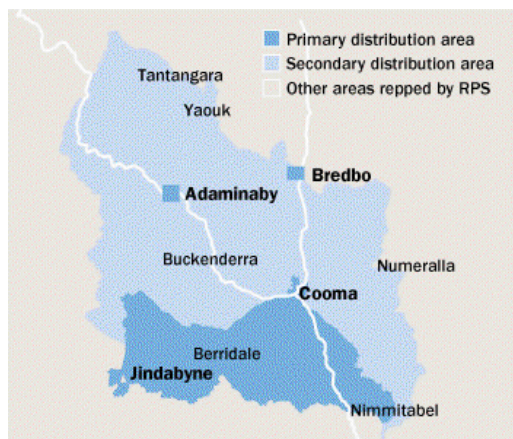 Primary distribution area
Secondary distribution area
Other areas repped by RPS
Tantangara
Yaouk
Bredbo
Adaminaby
Buckenderra
Numeralla
Cooma
Berridale
Jindabyne
Nimmitabel